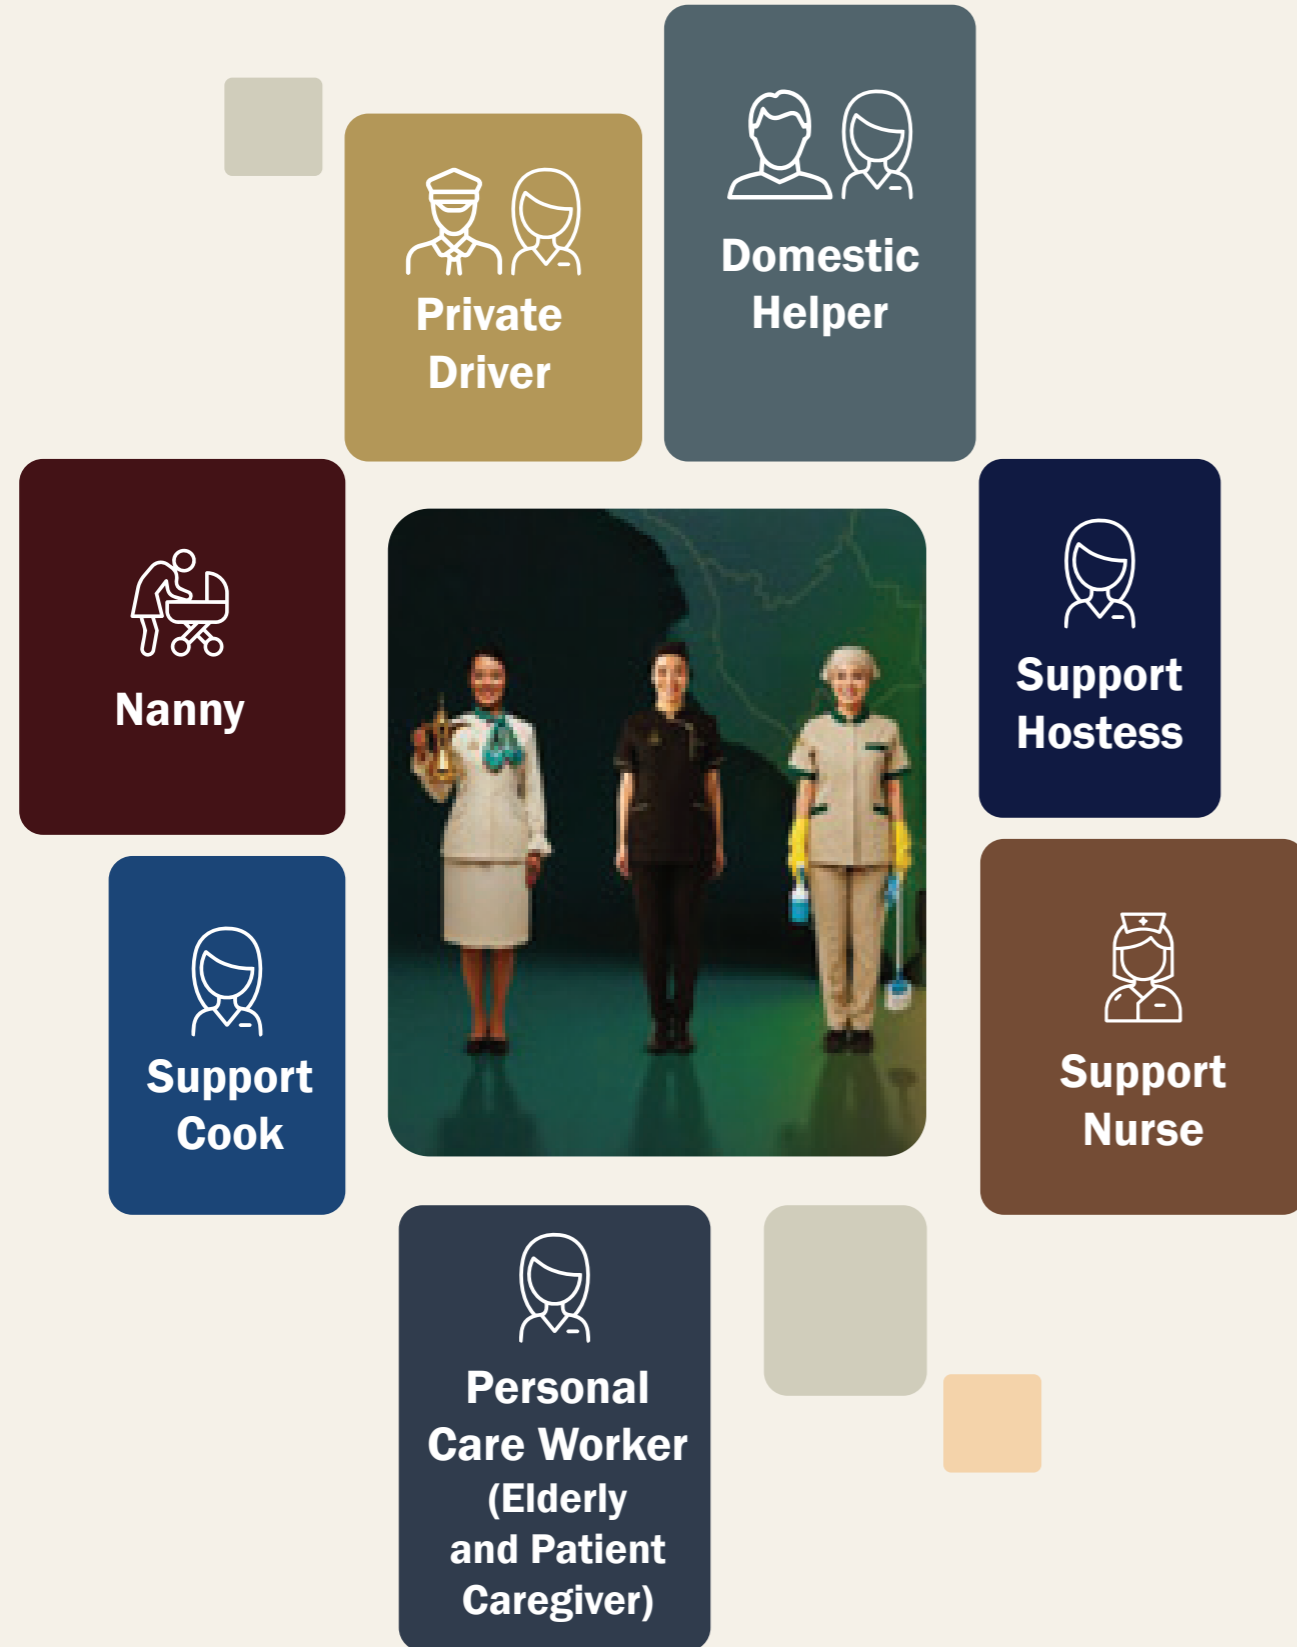 Domestic
Helper
Private
Driver
Nanny
Support
Hostess
Support
Cook
Support
Nurse
Personal
Care Worker
(Elderly
and Patient
Caregiver)